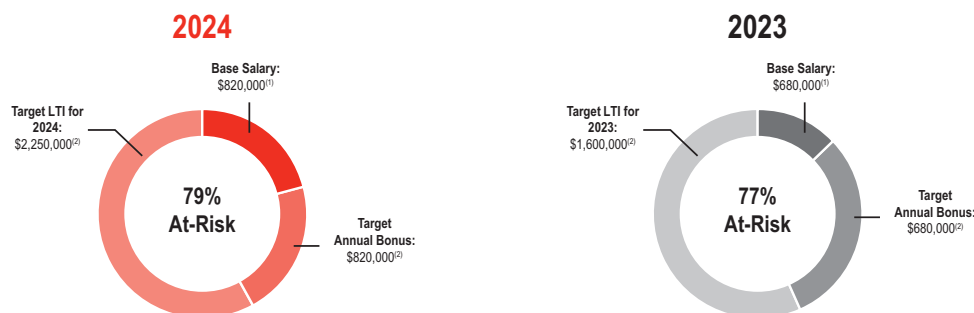 2024
Base Salary:
$820,000(1)
Target LTI for
2024:
$2,250,000(2)
79%
At-Risk
Target
Annual Bonus:
$820,000(2)
2023
Base Salary:
$680,000(1)
Target LTI for
2023:
$1,600,000(2)
77%
At-Risk
Target
Annual Bonus:
$680,000(2)